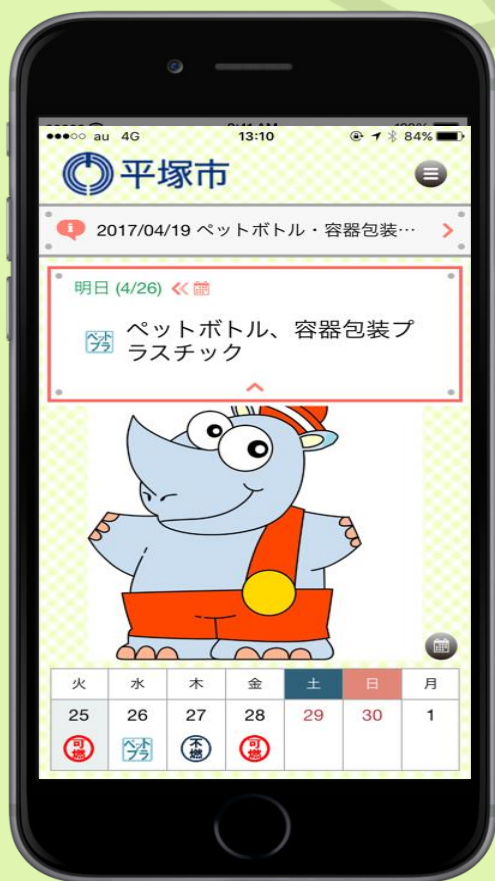 au 4G 13:10 84%
平塚市
2017/04/19 ペットボトル・容器包装…
明日 (4/26)
ペットプラ
ペットボトル、容器包装プ
ラスチック
火 水 木 金 土 日 月
25 26 27 28 29 30 1
可燃 ペットプラ 不燃 可燃